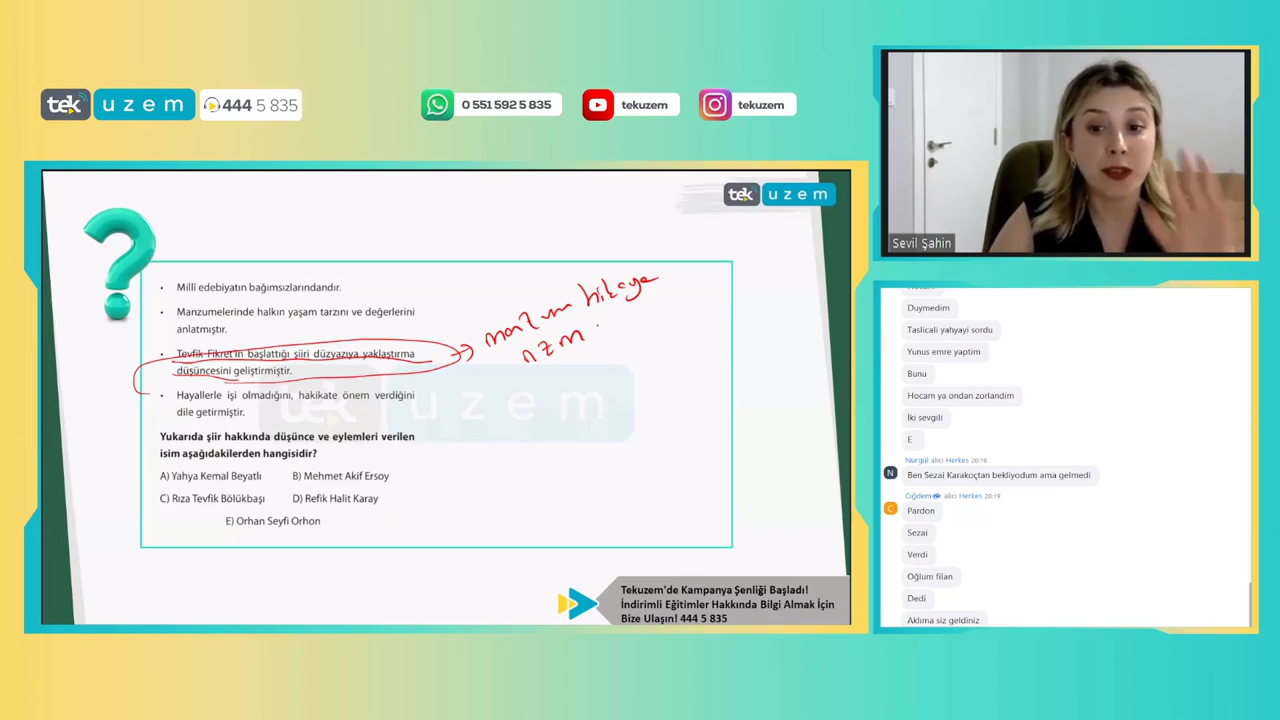 tek uzem 444 5 835
0 551 592 5 835
tekuzem
tekuzem
Sevil Şahin
tek uzem
Millî edebiyatın bağımsızlarındandır.
Manzumelerinde halkın yaşam tarzını ve değerlerini
anlatmıştır.
Tevfik Fikret'in başlattığı şiiri düzyazıya yaklaştırma
düşüncesini geliştirmiştir.
Hayallerle işi olmadığını, hakikate önem verdiğini
dile getirmiştir.
manzum hikaye
nzm
tek uzem
Yukarıda şiir hakkında düşünce ve eylemleri verilen
isim aşağıdakilerden hangisidir?
A) Yahya Kemal Beyatlı B) Mehmet Akif Ersoy
C) Rıza Tevfik Bölükbaşı D) Refik Halit Karay
E) Orhan Seyfi Orhon
Tekuzem'de Kampanya Şenliği Başladı!
İndirimli Eğitimler Hakkında Bilgi Almak İçin
Bize Ulaşın! 444 5 835
Duymedim
Taslicali yahyayi sordu
Yunus emre yaptim
Bunu
Hocam ya ondan zorlandim
İki sevgili
E
Nurgül alıcı Herkes 20:19
N
Ben Sezai Karakoçtan bekliyodum ama gelmedi
Ciğdem alıcı Herkes 20:19
C
Pardon
Sezai
Verdi
Oğlum filan
Dedi
Aklıma siz geldiniz